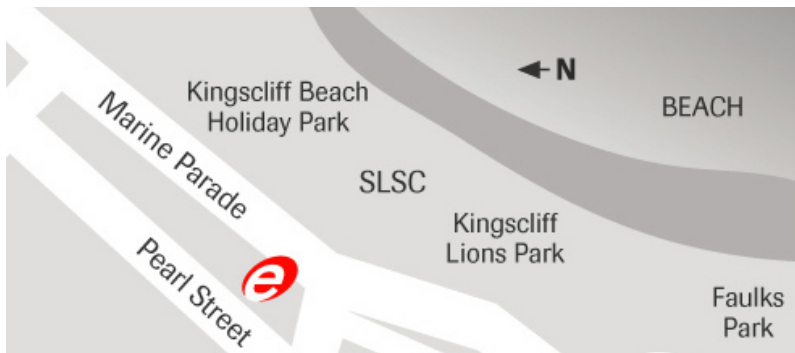 N
BEACH
Kingscliff Beach
Holiday Park
Marine Parade
SLSC
Kingscliff
Lions Park
Pearl Street
e
Faulks
Park